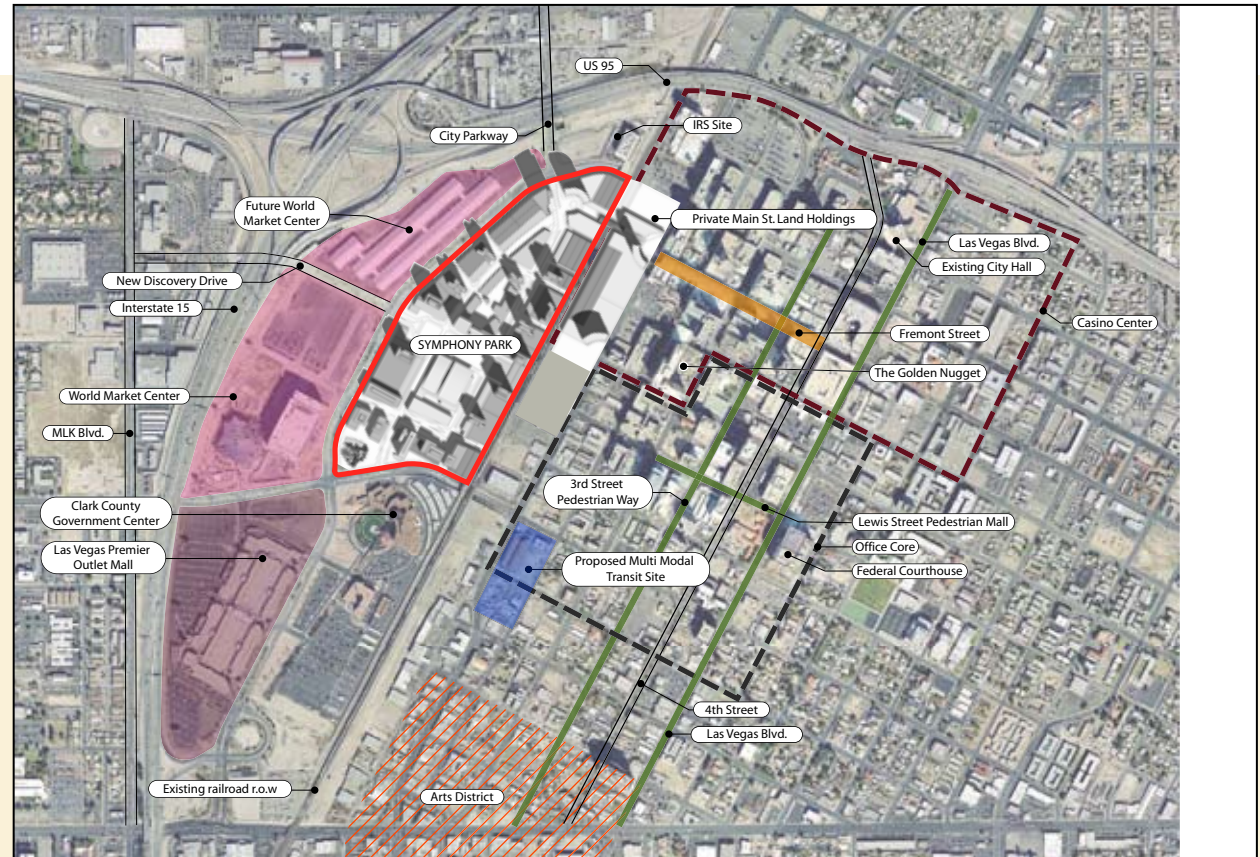 US 95
IRS Site
City Parkway
Future World
Market Center
Private Main St. Land Holdings
Las Vegas Blvd.
Existing City Hall
New Discovery Drive
Interstate 15
Casino Center
Fremont Street
SYMPHONY PARK
The Golden Nugget
World Market Center
MLK Blvd.
3rd Street
Pedestrian Way
Clark County
Government Center
Lewis Street Pedestrian Mall
Office Core
Las Vegas Premier
Outlet Mall
Proposed Multi Modal
Transit Site
Federal Courthouse
4th Street
Las Vegas Blvd.
Existing railroad r.o.w
Arts District